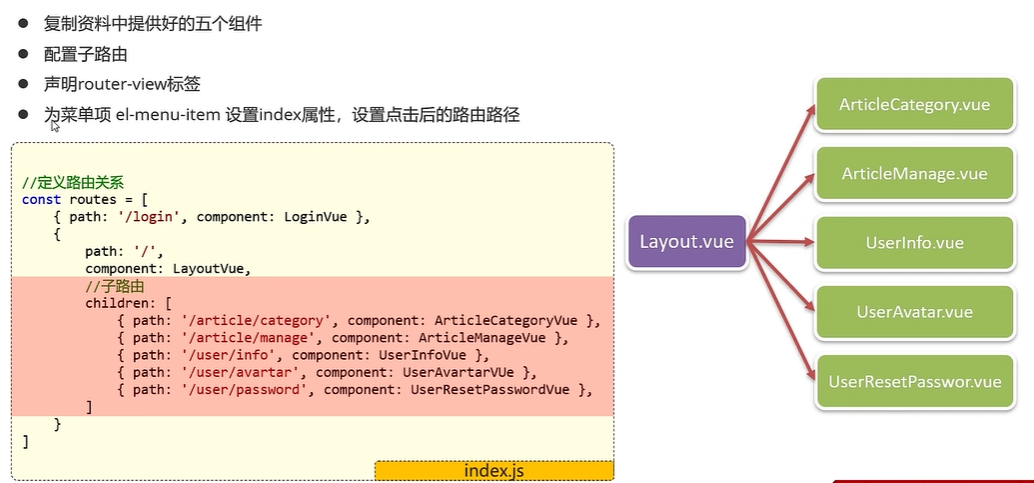 ● 复制资料中提供好的五个组件
● 配置子路由
● 声明router-view标签
● 为菜单项 el-menu-item 设置index属性，设置点击后的路由路径
//定义路由关系
const routes = [
    { path: '/login', component: LoginVue },
    {
        path: '/',
        component: LayoutVue,
        //子路由
        children: [
            { path: '/article/category', component: ArticleCategoryVue },
            { path: '/article/manage', component: ArticleManageVue },
            { path: '/user/info', component: UserInfoVue },
            { path: '/user/avartar', component: UserAvartarVUe },
            { path: '/user/password', component: UserResetPasswordVue },
        ]
    }
]
index.js
Layout.vue
ArticleCategory.vue
ArticleManage.vue
UserInfo.vue
UserAvatar.vue
UserResetPasswor.vue